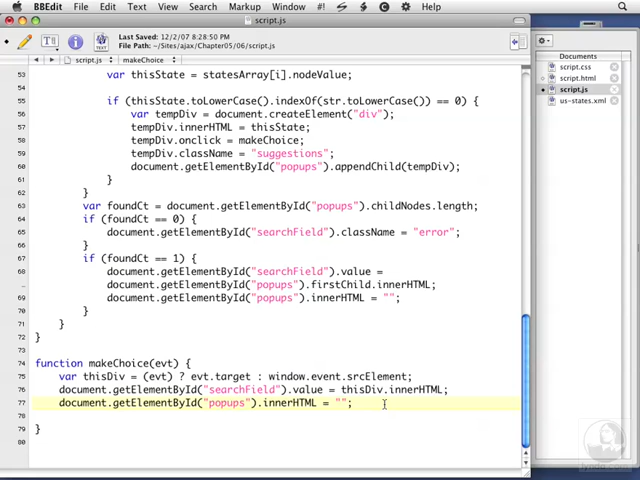 BBEdit File Edit Text View Search Markup Window #!
script.js
Last Saved: 12/2/07 8:28:50 PM
File Path: ~/Sites/ajax/Chapter05/06/script.js
script.js makeChoice
53 var thisState = statesArray[i].nodeValue;
54
55 if (thisState.toLowerCase().indexOf(str.toLowerCase()) == 0) {
56 var tempDiv = document.createElement("div");
57 tempDiv.innerHTML = thisState;
58 tempDiv.onclick = makeChoice;
59 tempDiv.className = "suggestions";
60 document.getElementById("popups").appendChild(tempDiv);
61 }
62 }
63 var foundCt = document.getElementById("popups").childNodes.length;
64 if (foundCt == 0) {
65 document.getElementById("searchField").className = "error";
66 }
67 if (foundCt == 1) {
68 document.getElementById("searchField").value =
- document.getElementById("popups").firstChild.innerHTML;
69 document.getElementById("popups").innerHTML = "";
70 }
71 }
72 }
73
74 function makeChoice(evt) {
75 var thisDiv = (evt) ? evt.target : window.event.srcElement;
76 document.getElementById("searchField").value = thisDiv.innerHTML;
77 document.getElementById("popups").innerHTML = "";
78
79 }
80
Documents
script.css
script.html
script.js
us-states.xml